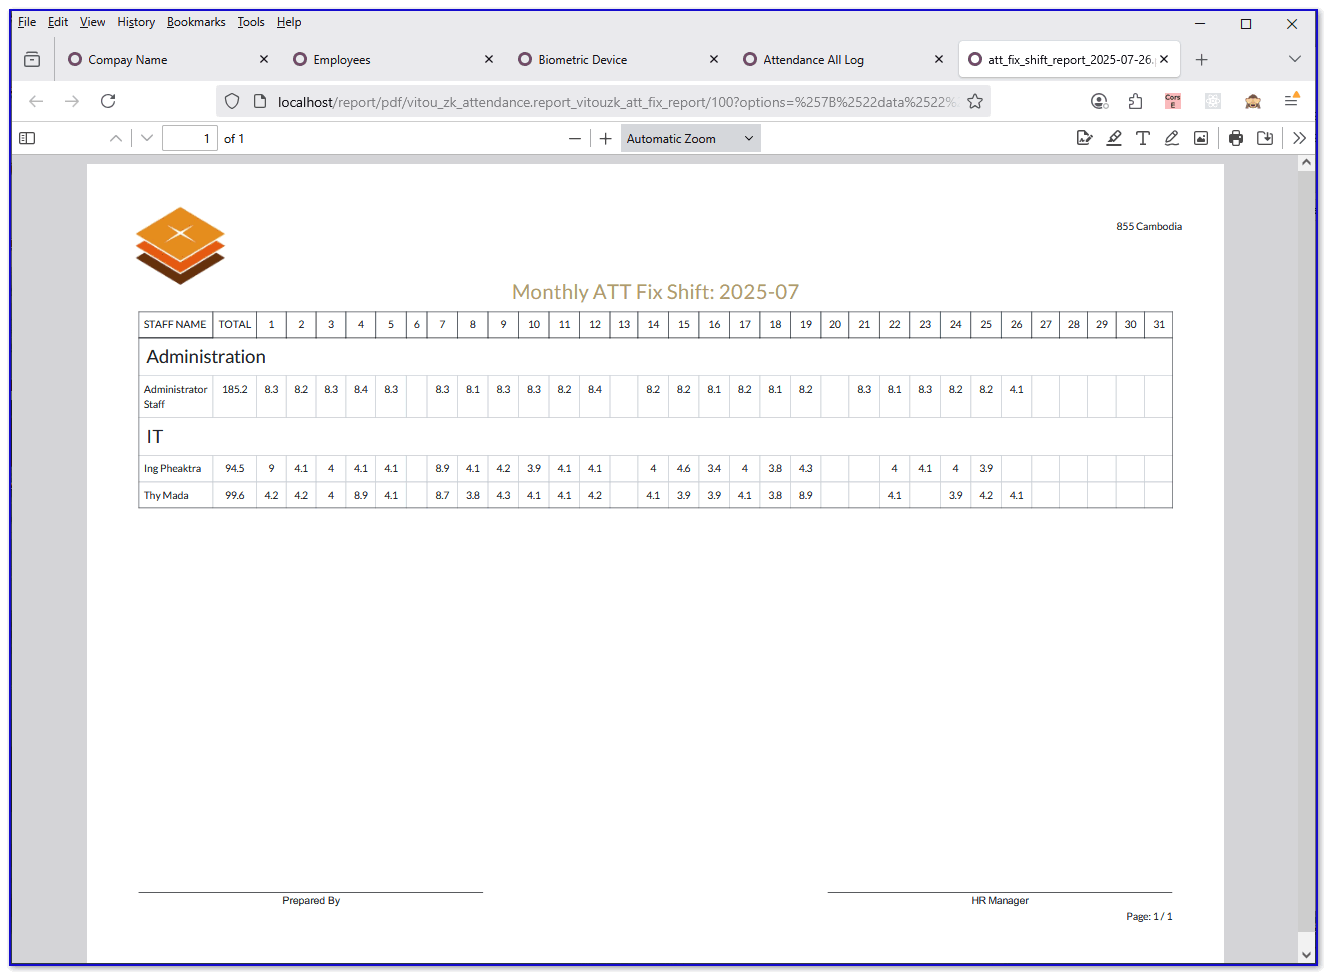 File Edit View History Bookmarks Tools Help
Compay Name Employees Biometric Device Attendance All Log att_fix_shift_report_2025-07-26.
localhost/report/pdf/vitou_zk_attendance.report_vitouzk_att_fix_report/100?options=%257B%2522data%2522%
Cors E
1 of 1 Automatic Zoom
855 Cambodia
Monthly ATT Fix Shift: 2025-07
STAFF NAME TOTAL 1 2 3 4 5 6 7 8 9 10 11 12 13 14 15 16 17 18 19 20 21 22 23 24 25 26 27 28 29 30 31
Administration
Administrator 185.2 8.3 8.2 8.3 8.4 8.3 8.3 8.1 8.3 8.3 8.2 8.4 8.2 8.2 8.1 8.2 8.1 8.2 8.3 8.1 8.3 8.2 8.2 4.1
Staff
IT
Ing Pheaktra 94.5 9 4.1 4 4.1 4.1 8.9 4.1 4.2 3.9 4.1 4.1 4 4.6 3.4 4 3.8 4.3 4 4.1 4 3.9
Thy Mada 99.6 4.2 4.2 4 8.9 4.1 8.7 3.8 4.3 4.1 4.1 4.2 4.1 3.9 3.9 4.1 3.8 8.9 4.1 3.9 4.2 4.1
Prepared By HR Manager
Page: 1 / 1